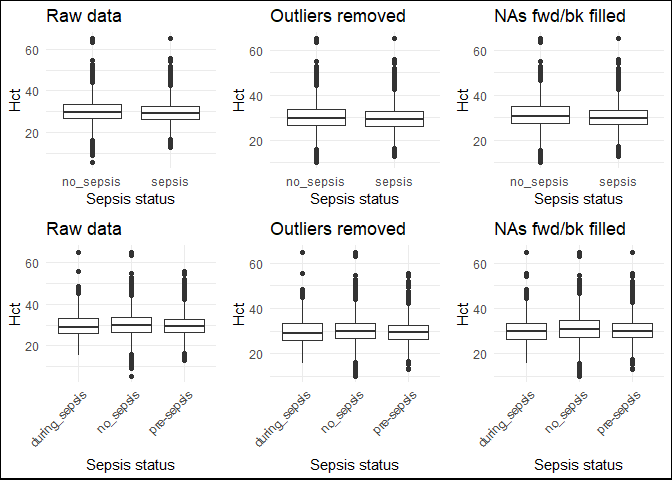 Raw data
Outliers removed
NAs fwd/bk filled
Hct
60
40
20
Hct
60
40
20
Hct
60
40
20
no_sepsis
sepsis
no_sepsis
sepsis
no_sepsis
sepsis
Sepsis status
Sepsis status
Sepsis status
Raw data
Outliers removed
NAs fwd/bk filled
Hct
60
40
20
Hct
60
40
20
Hct
60
40
20
during_sepsis
no_sepsis
pre-sepsis
during_sepsis
no_sepsis
pre-sepsis
during_sepsis
no_sepsis
pre-sepsis
Sepsis status
Sepsis status
Sepsis status